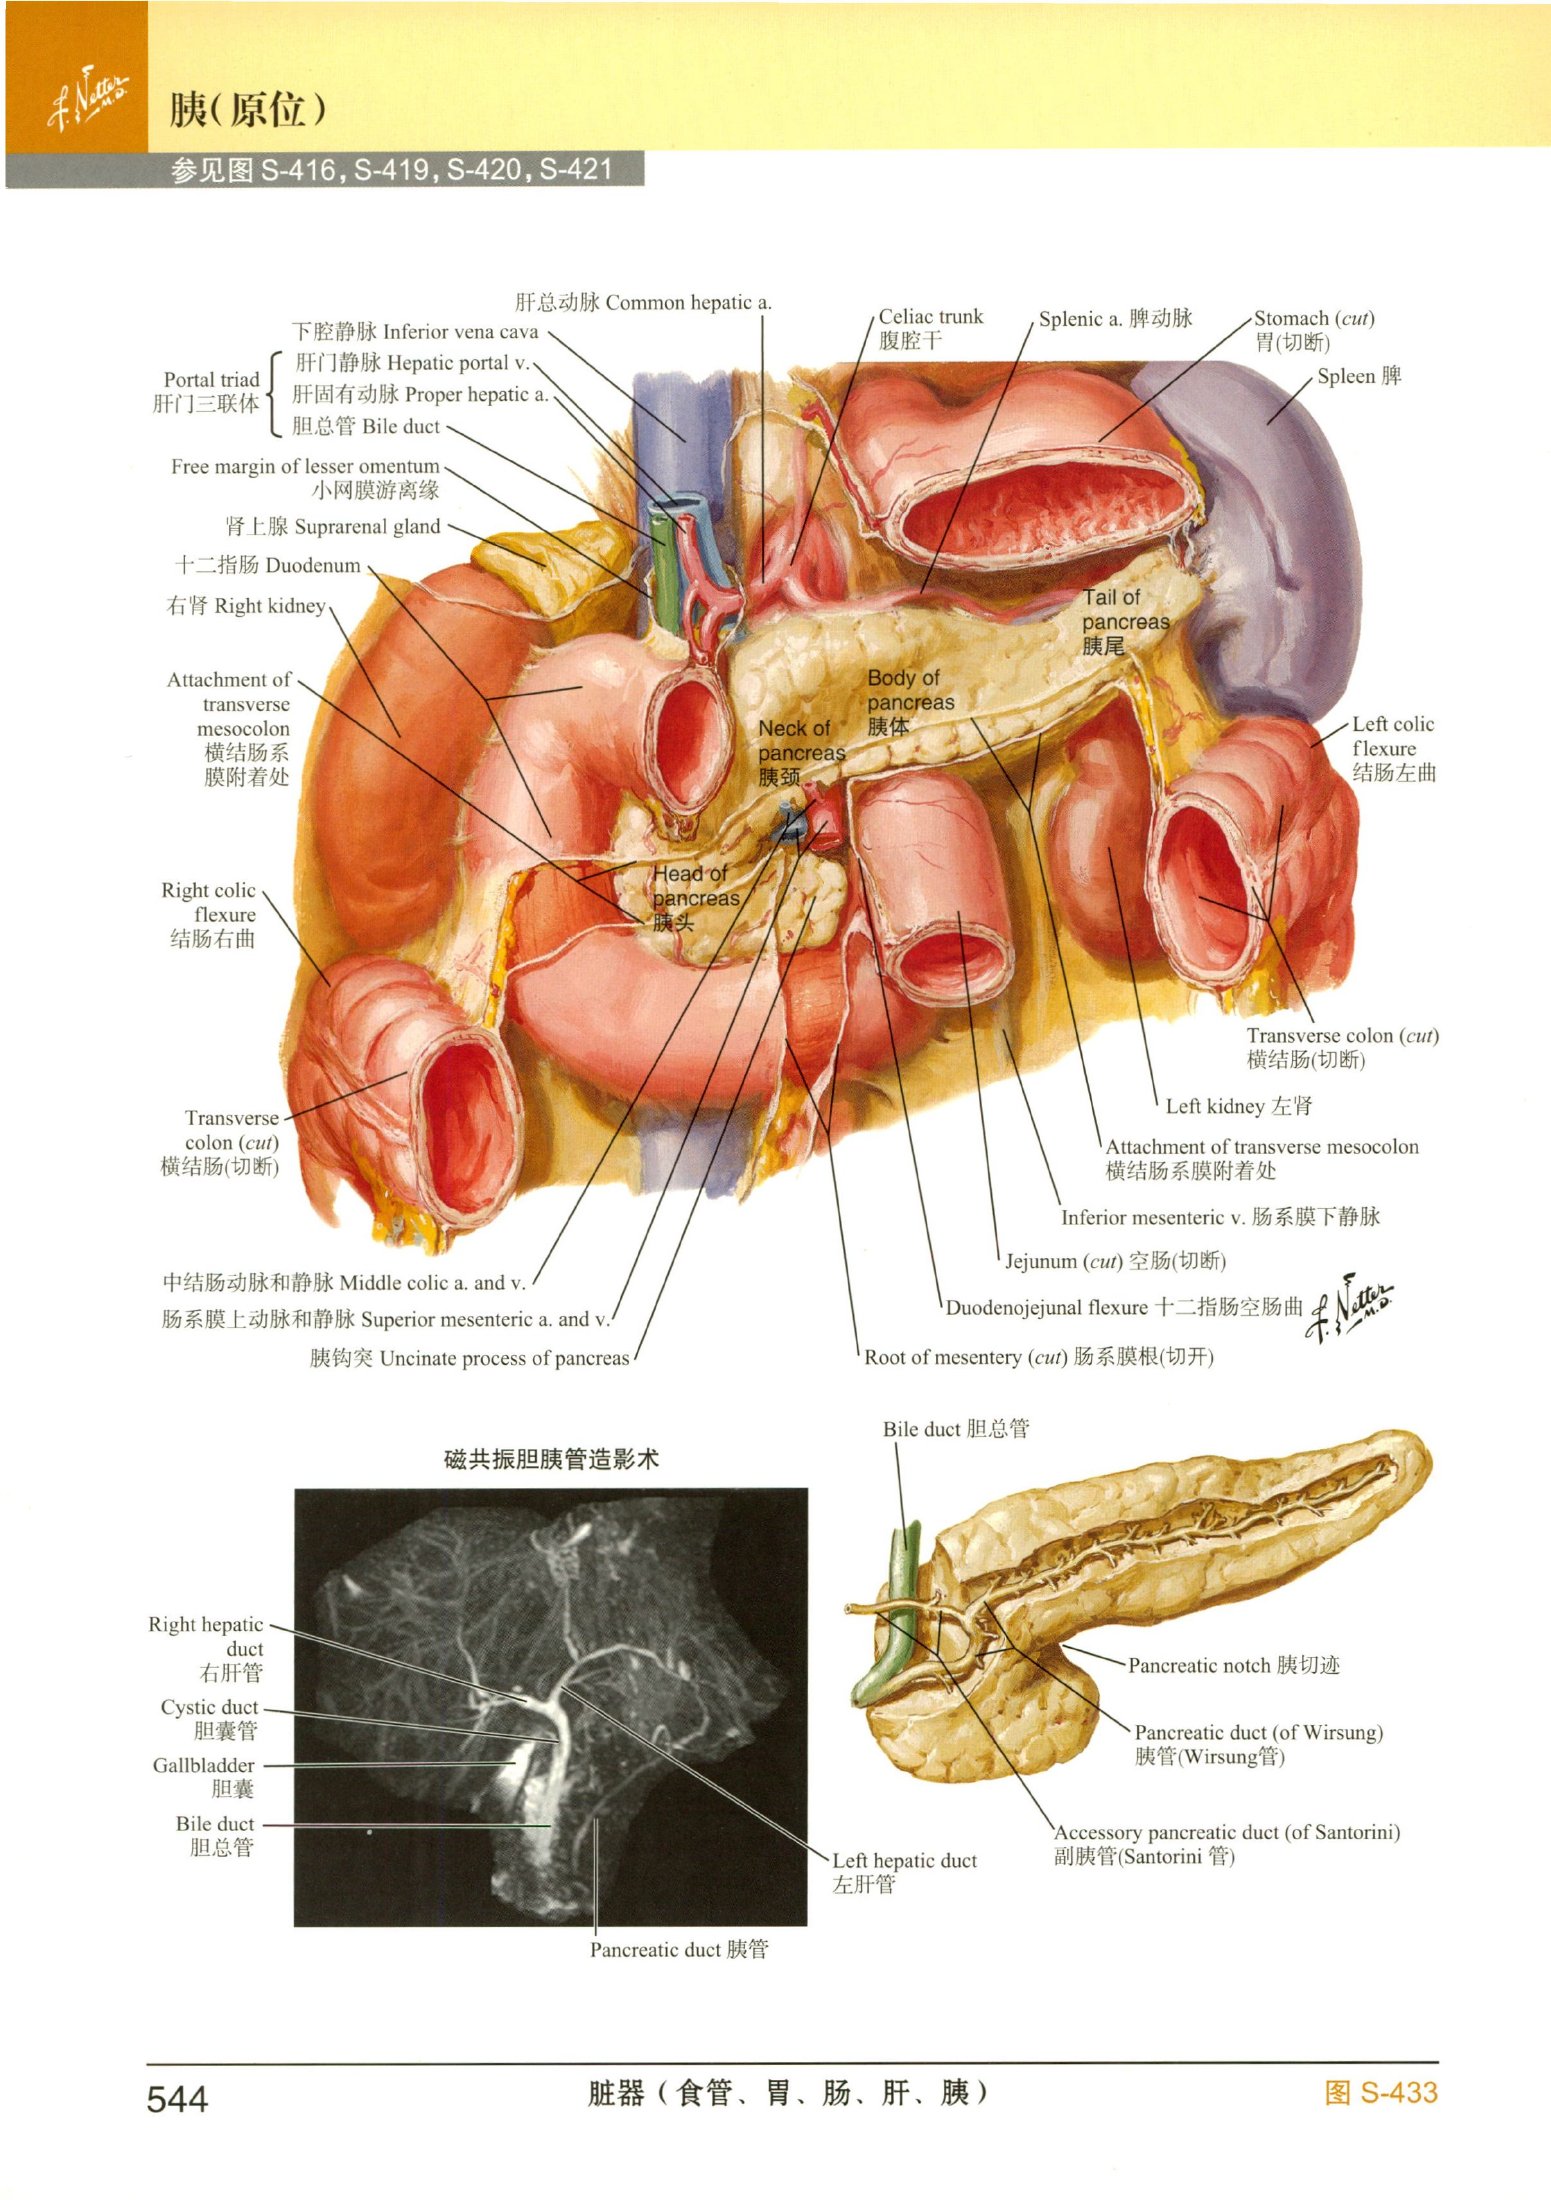 F. Netter M.D.
胰(原位)
参见图 S-416, S-419, S-420, S-421
肝总动脉 Common hepatic a.
下腔静脉 Inferior vena cava
肝门静脉 Hepatic portal v.
Portal triad
肝门三联体
肝固有动脉 Proper hepatic a.
胆总管 Bile duct
Free margin of lesser omentum
小网膜游离缘
肾上腺 Suprarenal gland
十二指肠 Duodenum
右肾 Right kidney
Attachment of
transverse
mesocolon
横结肠系
膜附着处
Right colic
flexure
结肠右曲
Transverse
colon (cut)
横结肠(切断)
Celiac trunk
腹腔干
Splenic a. 脾动脉
Stomach (cut)
胃(切断)
Spleen 脾
Tail of
pancreas
胰尾
Body of
pancreas
胰体
Neck of
pancreas
胰颈
Head of
pancreas
胰头
Left colic
flexure
结肠左曲
Transverse colon (cut)
横结肠(切断)
Left kidney 左肾
Attachment of transverse mesocolon
横结肠系膜附着处
Inferior mesenteric v. 肠系膜下静脉
Jejunum (cut) 空肠(切断)
Duodenojejunal flexure 十二指肠空肠曲
F. Netter M.D.
Root of mesentery (cut) 肠系膜根(切开)
中结肠动脉和静脉 Middle colic a. and v.
肠系膜上动脉和静脉 Superior mesenteric a. and v.
胰钩突 Uncinate process of pancreas
磁共振胆胰管造影术
Right hepatic
duct
右肝管
Cystic duct
胆囊管
Gallbladder
胆囊
Bile duct
胆总管
Left hepatic duct
左肝管
Pancreatic duct 胰管
Bile duct 胆总管
Pancreatic notch 胰切迹
Pancreatic duct (of Wirsung)
胰管(Wirsung管)
Accessory pancreatic duct (of Santorini)
副胰管(Santorini 管)
544
脏器（食管、胃、肠、肝、胰）
图 S-433